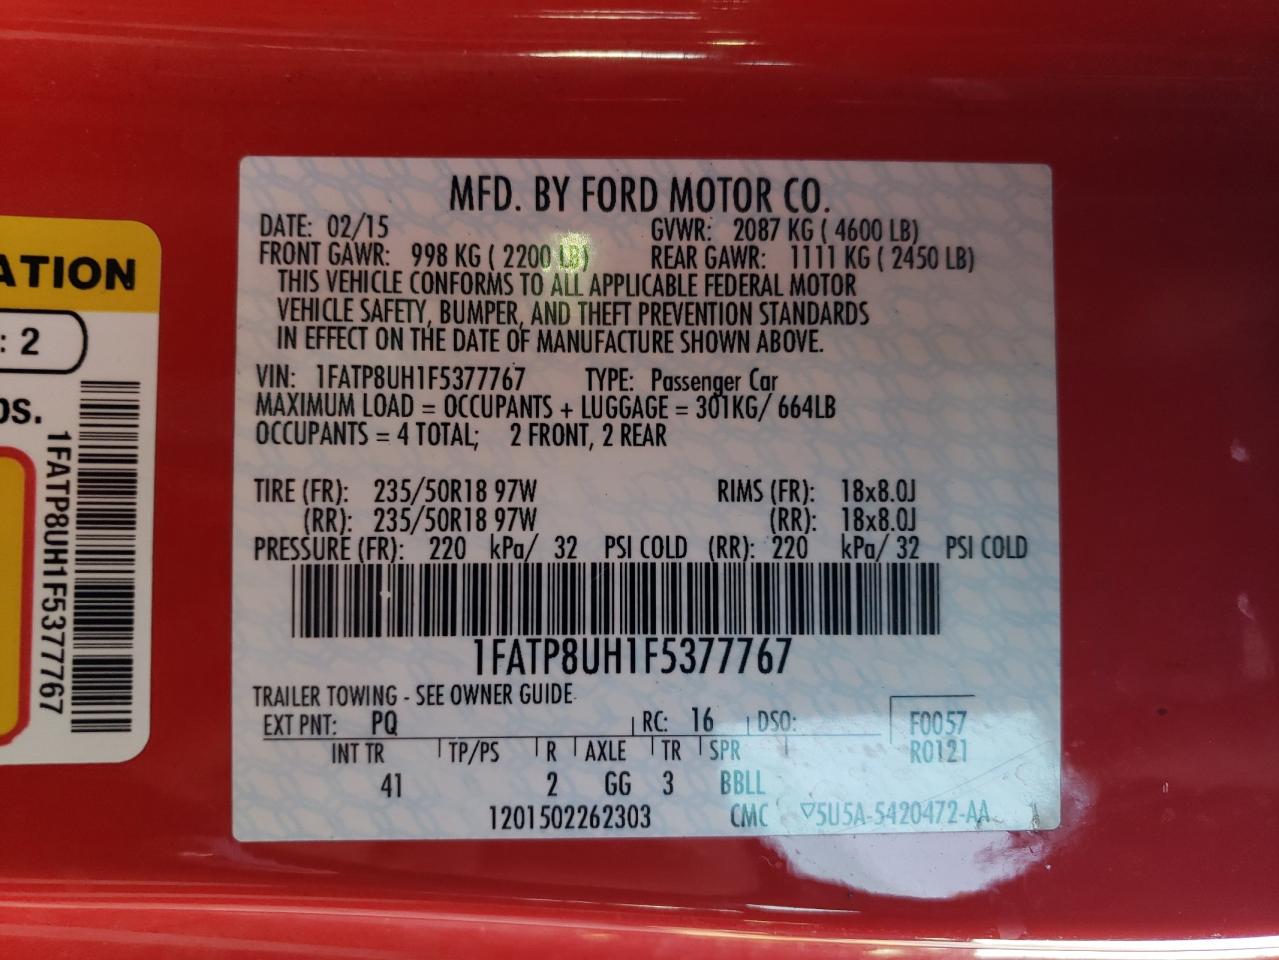 MFD. BY FORD MOTOR CO.
DATE: 02/15 GVWR: 2087 KG ( 4600 LB)
FRONT GAWR: 998 KG ( 2200 LB) REAR GAWR: 1111 KG ( 2450 LB)
THIS VEHICLE CONFORMS TO ALL APPLICABLE FEDERAL MOTOR
VEHICLE SAFETY, BUMPER, AND THEFT PREVENTION STANDARDS
IN EFFECT ON THE DATE OF MANUFACTURE SHOWN ABOVE.
VIN: 1FATP8UH1F5377767 TYPE: Passenger Car
MAXIMUM LOAD = OCCUPANTS + LUGGAGE = 301KG/ 664LB
OCCUPANTS = 4 TOTAL; 2 FRONT, 2 REAR
TIRE (FR): 235/50R18 97W RIMS (FR): 18x8.0J
(RR): 235/50R18 97W (RR): 18x8.0J
PRESSURE (FR): 220 kPa/ 32 PSI COLD (RR): 220 kPa/ 32 PSI COLD
1FATP8UH1F5377767
TRAILER TOWING - SEE OWNER GUIDE
EXT PNT: PQ RC: 16 DSO: F0057
INT TR TP/PS R AXLE TR SPR R0121
41 2 GG 3 BBLL
1201502262303 CMC ▽5U5A-5420472-AA
ATION
: 2
bs.
1FATP8UH1F5377767